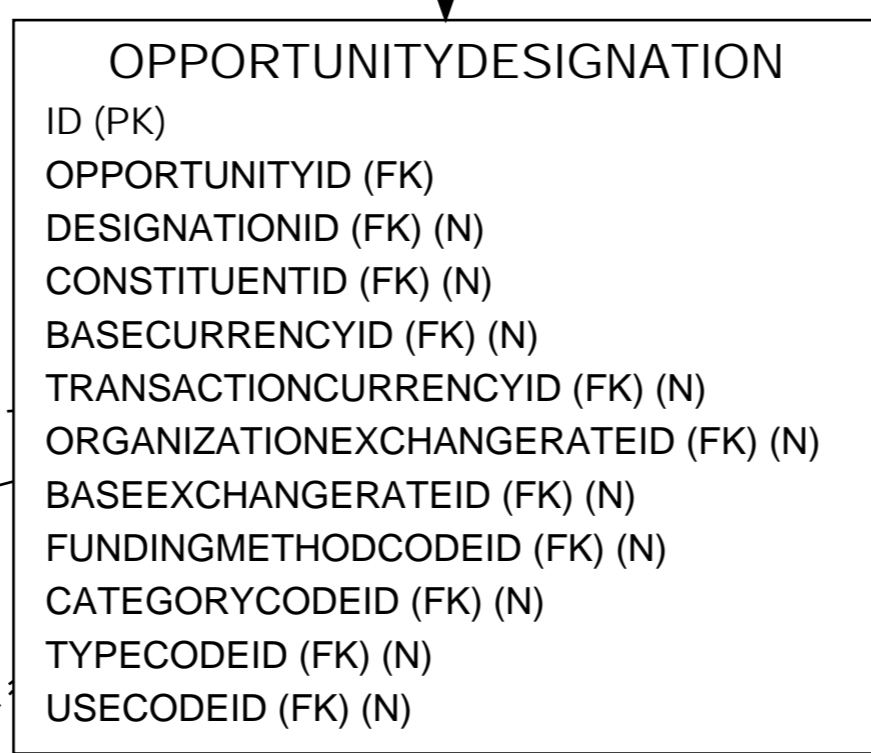 OPPORTUNITYDESIGNATION
ID (PK)
OPPORTUNITYID (FK)
DESIGNATIONID (FK) (N)
CONSTITUENTID (FK) (N)
BASECURRENCYID (FK) (N)
TRANSACTIONCURRENCYID (FK) (N)
ORGANIZATIONEXCHANGERATEID (FK) (N)
BASEEXCHANGERATEID (FK) (N)
FUNDINGMETHODCODEID (FK) (N)
CATEGORYCODEID (FK) (N)
TYPECODEID (FK) (N)
USECODEID (FK) (N)